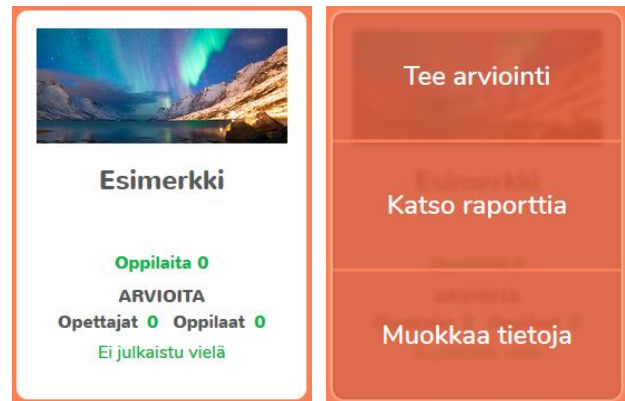 Esimerkki
Oppilaita 0
ARVIOITA
Opettajat 0 Oppilaat 0
Ei julkaistu vielä
Tee arviointi
Katso raporttia
Muokkaa tietoja